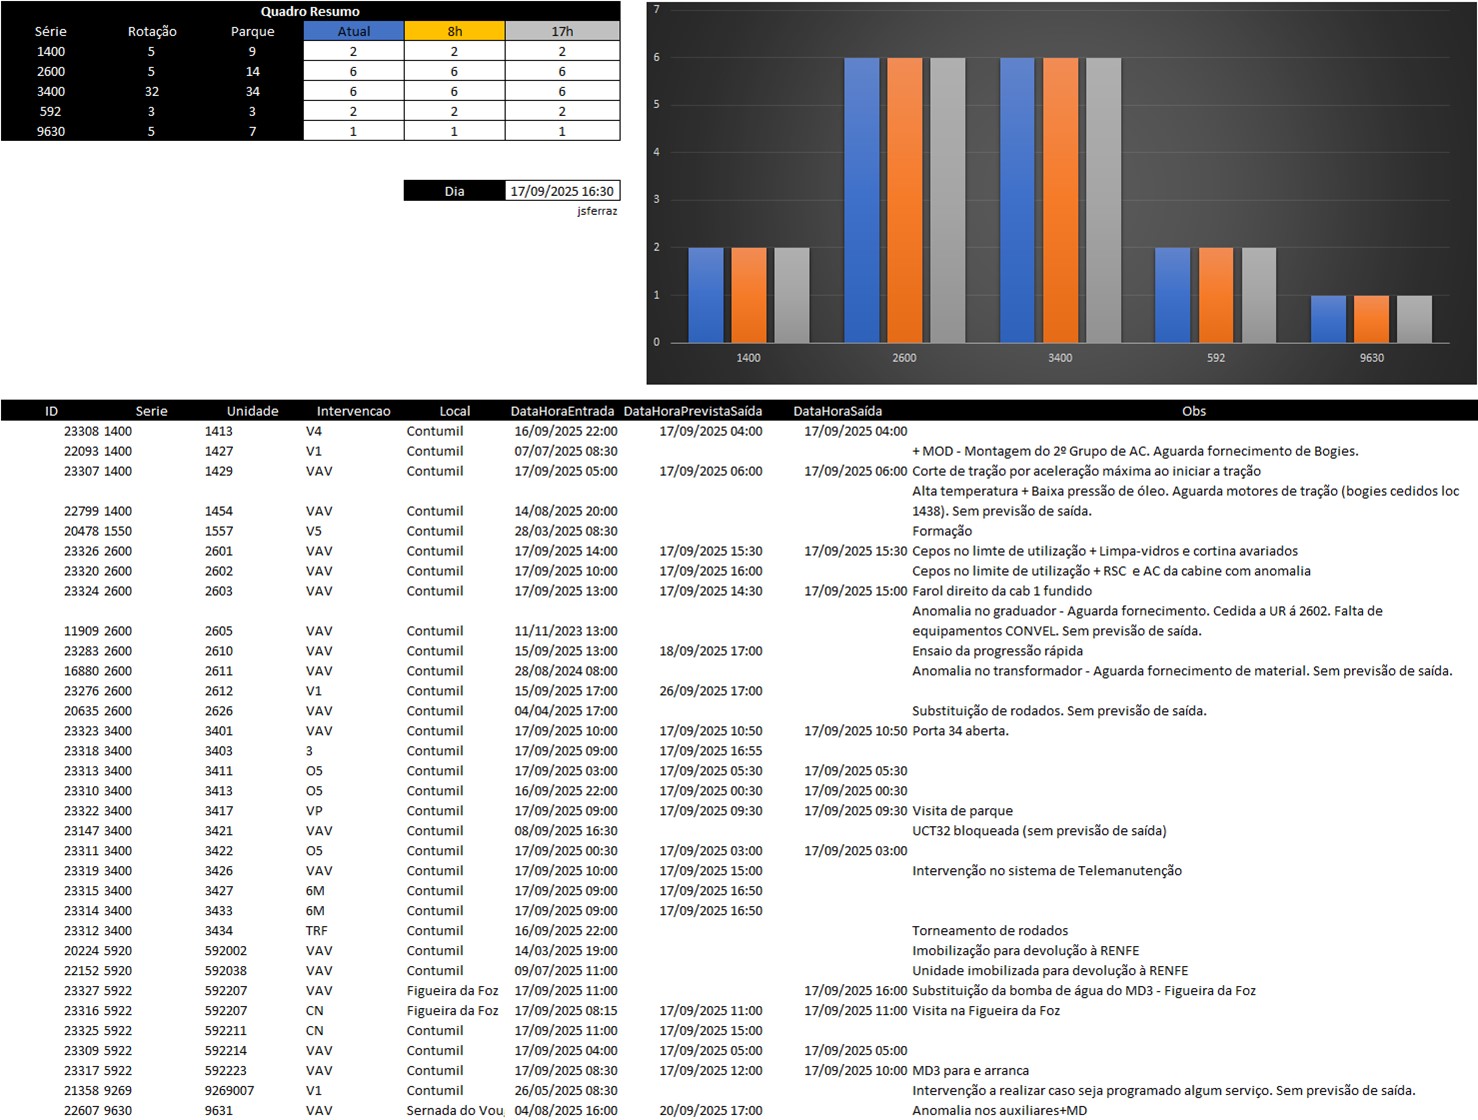 Quadro Resumo
Série Rotação Parque Atual 8h 17h
1400 5 9 2 2 2
2600 5 14 6 6 6
3400 32 34 6 6 6
592 3 3 2 2 2
9630 5 7 1 1 1
Dia 17/09/2025 16:30
jsferraz
7
6
5
4
3
2
1
0
1400 2600 3400 592 9630
ID Serie Unidade Intervencao Local DataHoraEntrada DataHoraPrevistaSaída DataHoraSaída Obs
23308 1400 1413 V4 Contumil 16/09/2025 22:00 17/09/2025 04:00 17/09/2025 04:00
22093 1400 1427 V1 Contumil 07/07/2025 08:30 + MOD - Montagem do 2º Grupo de AC. Aguarda fornecimento de Bogies.
23307 1400 1429 VAV Contumil 17/09/2025 05:00 17/09/2025 06:00 17/09/2025 06:00 Corte de tração por aceleração máxima ao iniciar a tração
Alta temperatura + Baixa pressão de óleo. Aguarda motores de tração (bogies cedidos loc
22799 1400 1454 VAV Contumil 14/08/2025 20:00 1438). Sem previsão de saída.
20478 1550 1557 V5 Contumil 28/03/2025 08:30 Formação
23326 2600 2601 VAV Contumil 17/09/2025 14:00 17/09/2025 15:30 17/09/2025 15:30 Cepos no limte de utilização + Limpa-vidros e cortina avariados
23320 2600 2602 VAV Contumil 17/09/2025 10:00 17/09/2025 16:00 Cepos no limite de utilização + RSC e AC da cabine com anomalia
23324 2600 2603 VAV Contumil 17/09/2025 13:00 17/09/2025 14:30 17/09/2025 15:00 Farol direito da cab 1 fundido
Anomalia no graduador - Aguarda fornecimento. Cedida a UR á 2602. Falta de
11909 2600 2605 VAV Contumil 11/11/2023 13:00 equipamentos CONVEL. Sem previsão de saída.
23283 2600 2610 VAV Contumil 15/09/2025 13:00 18/09/2025 17:00 Ensaio da progressão rápida
16880 2600 2611 VAV Contumil 28/08/2024 08:00 Anomalia no transformador - Aguarda fornecimento de material. Sem previsão de saída.
23276 2600 2612 V1 Contumil 15/09/2025 17:00 26/09/2025 17:00
20635 2600 2626 VAV Contumil 04/04/2025 17:00 Substituição de rodados. Sem previsão de saída.
23323 3400 3401 VAV Contumil 17/09/2025 10:00 17/09/2025 10:50 17/09/2025 10:50 Porta 34 aberta.
23318 3400 3403 3 Contumil 17/09/2025 09:00 17/09/2025 16:55
23313 3400 3411 O5 Contumil 17/09/2025 03:00 17/09/2025 05:30 17/09/2025 05:30
23310 3400 3413 O5 Contumil 16/09/2025 22:00 17/09/2025 00:30 17/09/2025 00:30
23322 3400 3417 VP Contumil 17/09/2025 09:00 17/09/2025 09:30 17/09/2025 09:30 Visita de parque
23147 3400 3421 VAV Contumil 08/09/2025 16:30 UCT32 bloqueada (sem previsão de saída)
23311 3400 3422 O5 Contumil 17/09/2025 00:30 17/09/2025 03:00 17/09/2025 03:00
23319 3400 3426 VAV Contumil 17/09/2025 10:00 17/09/2025 15:00 Intervenção no sistema de Telemanutenção
23315 3400 3427 6M Contumil 17/09/2025 09:00 17/09/2025 16:50
23314 3400 3433 6M Contumil 17/09/2025 09:00 17/09/2025 16:50
23312 3400 3434 TRF Contumil 16/09/2025 22:00 Torneamento de rodados
20224 5920 592002 VAV Contumil 14/03/2025 19:00 Imobilização para devolução à RENFE
22152 5920 592038 VAV Contumil 09/07/2025 11:00 Unidade imobilizada para devolução à RENFE
23327 5922 592207 VAV Figueira da Foz 17/09/2025 11:00 17/09/2025 16:00 Substituição da bomba de água do MD3 - Figueira da Foz
23316 5922 592207 CN Figueira da Foz 17/09/2025 08:15 17/09/2025 11:00 17/09/2025 11:00 Visita na Figueira da Foz
23325 5922 592211 CN Contumil 17/09/2025 11:00 17/09/2025 15:00
23309 5922 592214 VAV Contumil 17/09/2025 04:00 17/09/2025 05:00 17/09/2025 05:00
23317 5922 592223 VAV Contumil 17/09/2025 08:30 17/09/2025 12:00 17/09/2025 10:00 MD3 para e arranca
21358 9269 9269007 V1 Contumil 26/05/2025 08:30 Intervenção a realizar caso seja programado algum serviço. Sem previsão de saída.
22607 9630 9631 VAV Sernada do Vou 04/08/2025 16:00 20/09/2025 17:00 Anomalia nos auxiliares+MD